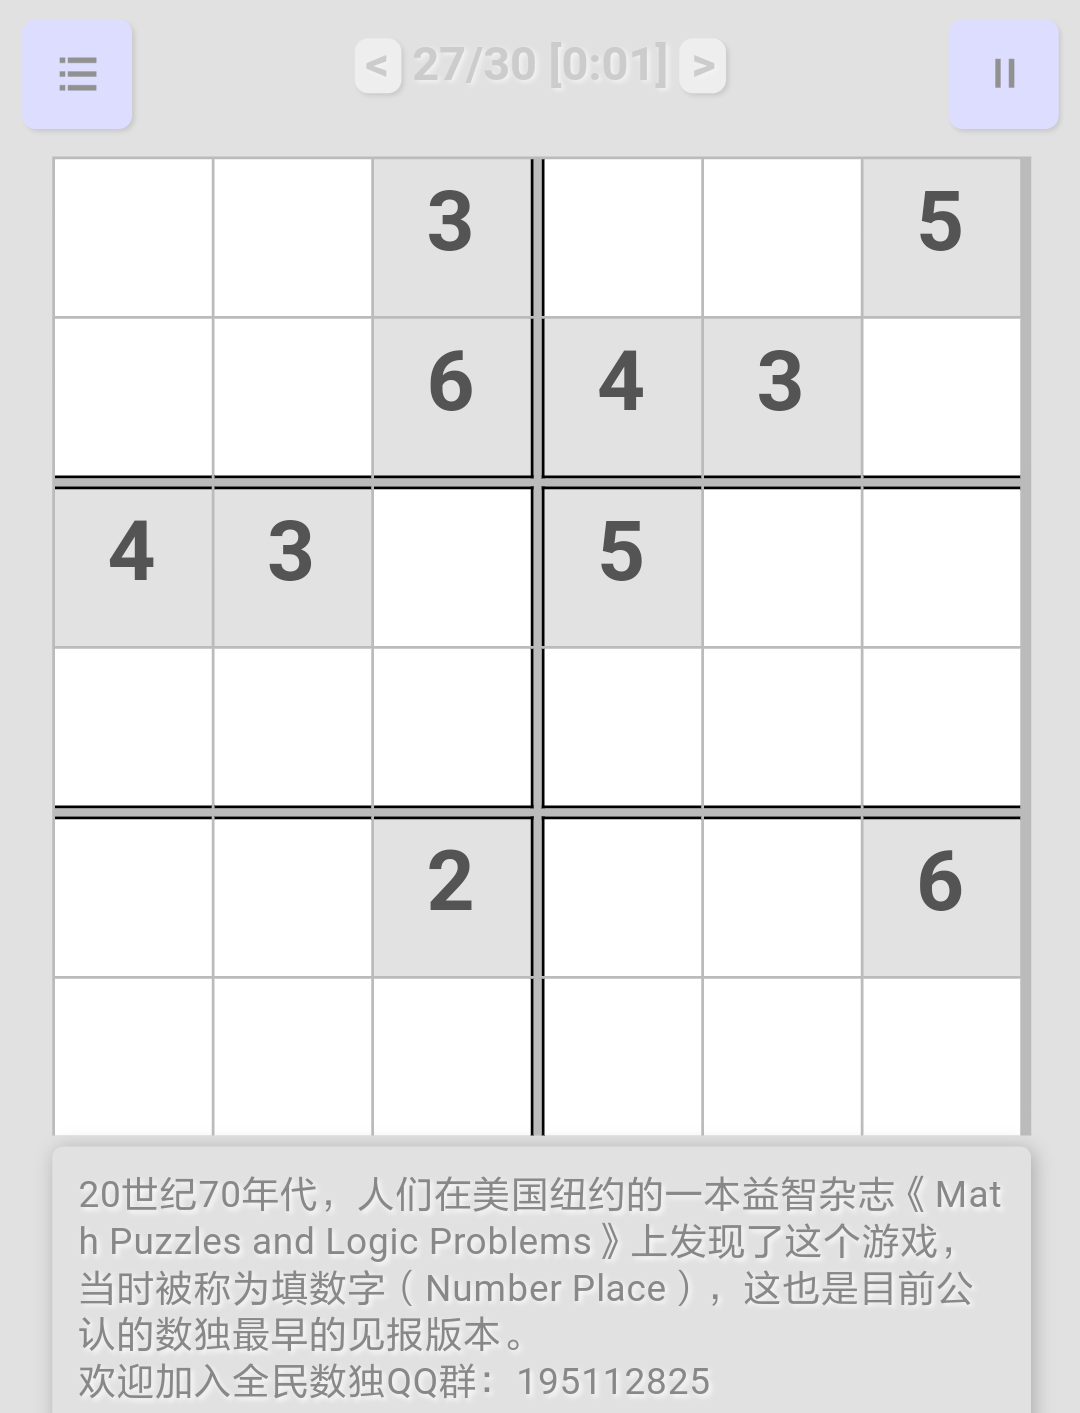 < 27/30 [0:01] >
3 5
6 4 3
4 3 5
2 6
20世纪70年代，人们在美国纽约的一本益智杂志《Mat
h Puzzles and Logic Problems》上发现了这个游戏，
当时被称为填数字（Number Place），这也是目前公
认的数独最早的见报版本。
欢迎加入全民数独QQ群：195112825